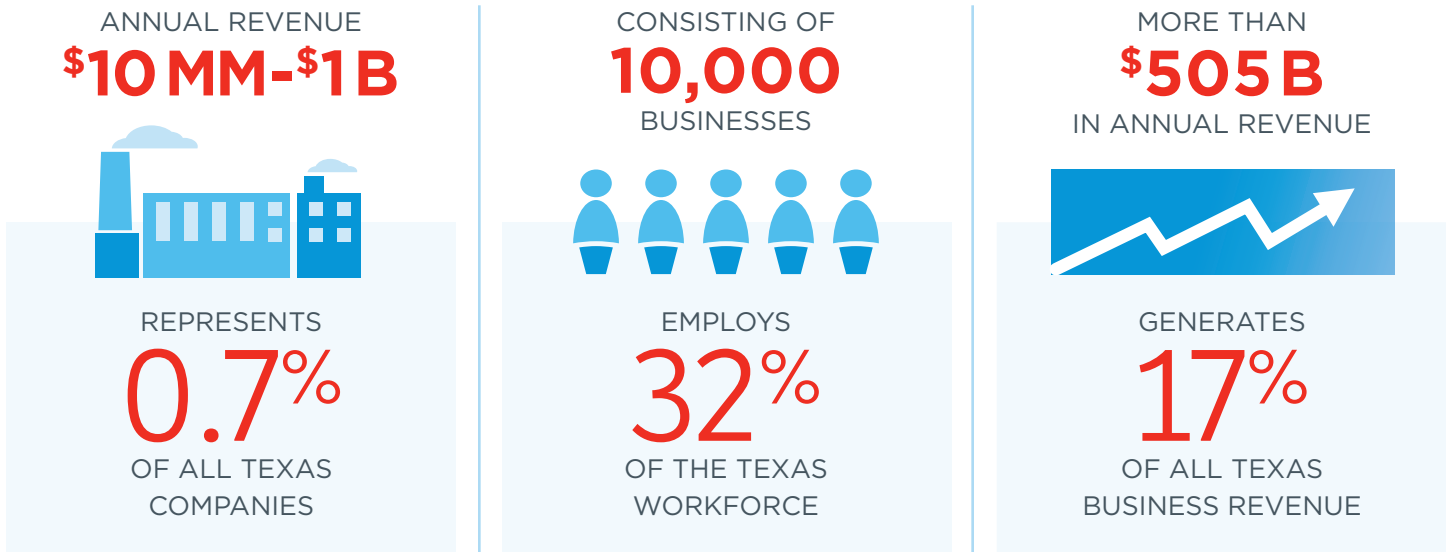 ANNUAL REVENUE
$10 MM-$1 B
REPRESENTS
0.7%
OF ALL TEXAS
COMPANIES
CONSISTING OF
10,000
BUSINESSES
EMPLOYS
32%
OF THE TEXAS
WORKFORCE
MORE THAN
$505 B
IN ANNUAL REVENUE
GENERATES
17%
OF ALL TEXAS
BUSINESS REVENUE